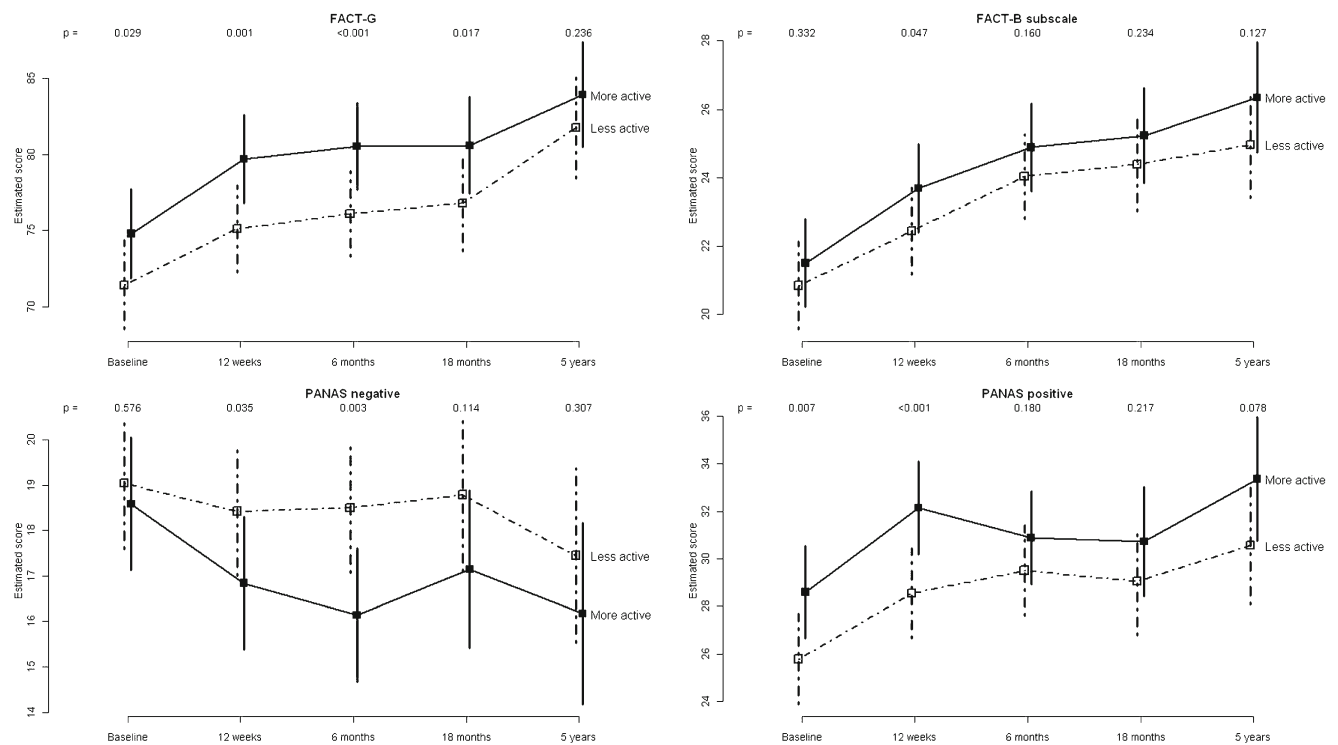 FACT-G
p = 0.029 0.001 <0.001 0.017 0.236
85
80
75
70
Estimated score
More active
Less active
Baseline 12 weeks 6 months 18 months 5 years
FACT-B subscale
p = 0.332 0.047 0.160 0.234 0.127
28
26
24
22
20
Estimated score
More active
Less active
Baseline 12 weeks 6 months 18 months 5 years
PANAS negative
p = 0.576 0.035 0.003 0.114 0.307
20
19
18
17
16
15
14
Estimated score
Less active
More active
Baseline 12 weeks 6 months 18 months 5 years
PANAS positive
p = 0.007 <0.001 0.180 0.217 0.078
36
34
32
30
28
26
24
Estimated score
More active
Less active
Baseline 12 weeks 6 months 18 months 5 years